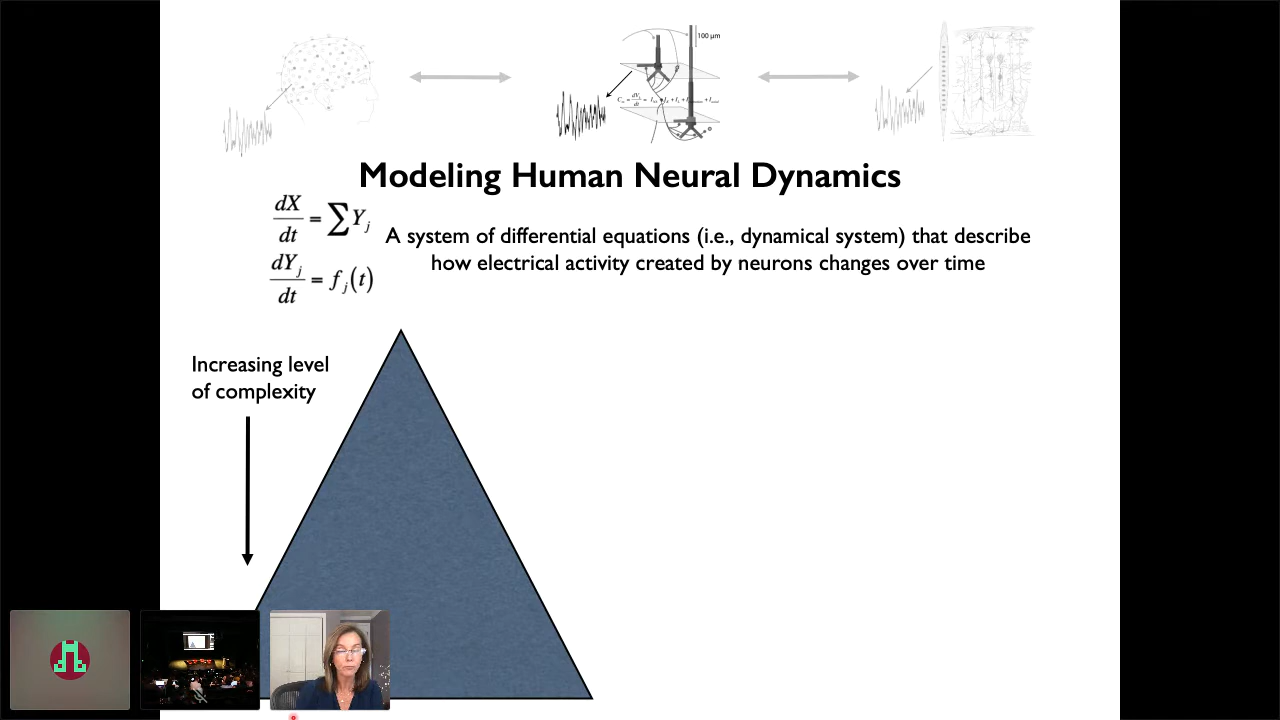 100 µm
Modeling Human Neural Dynamics
dX/dt = ∑Y_j
dY_j/dt = f_j(t)
A system of differential equations (i.e., dynamical system) that describe
how electrical activity created by neurons changes over time
Increasing level
of complexity